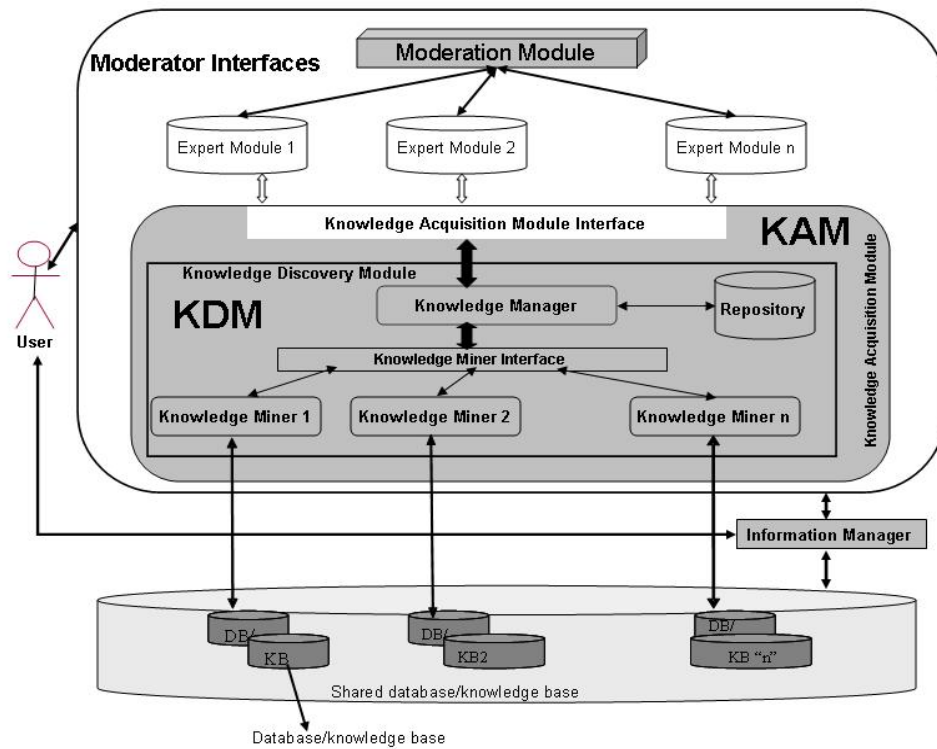 Moderation Module
Moderator Interfaces
Expert Module 1
Expert Module 2
Expert Module n
Knowledge Acquisition Module Interface
KAM
Knowledge Acquisition Module
Knowledge Discovery Module
KDM
Knowledge Manager
Repository
Knowledge Miner Interface
Knowledge Miner 1
Knowledge Miner 2
Knowledge Miner n
User
Information Manager
DB/
KB
DB/
KB2
DB/
KB “n”
Shared database/knowledge base
Database/knowledge base